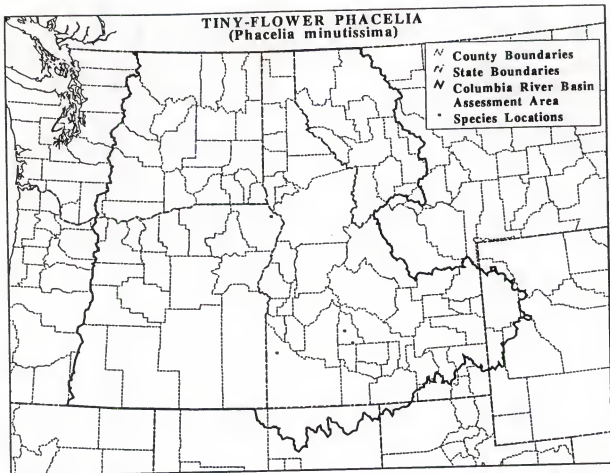 TINY-FLOWER PHACELIA
(Phacelia minutissima)
County Boundaries
State Boundaries
Columbia River Basin
Assessment Area
Species Locations